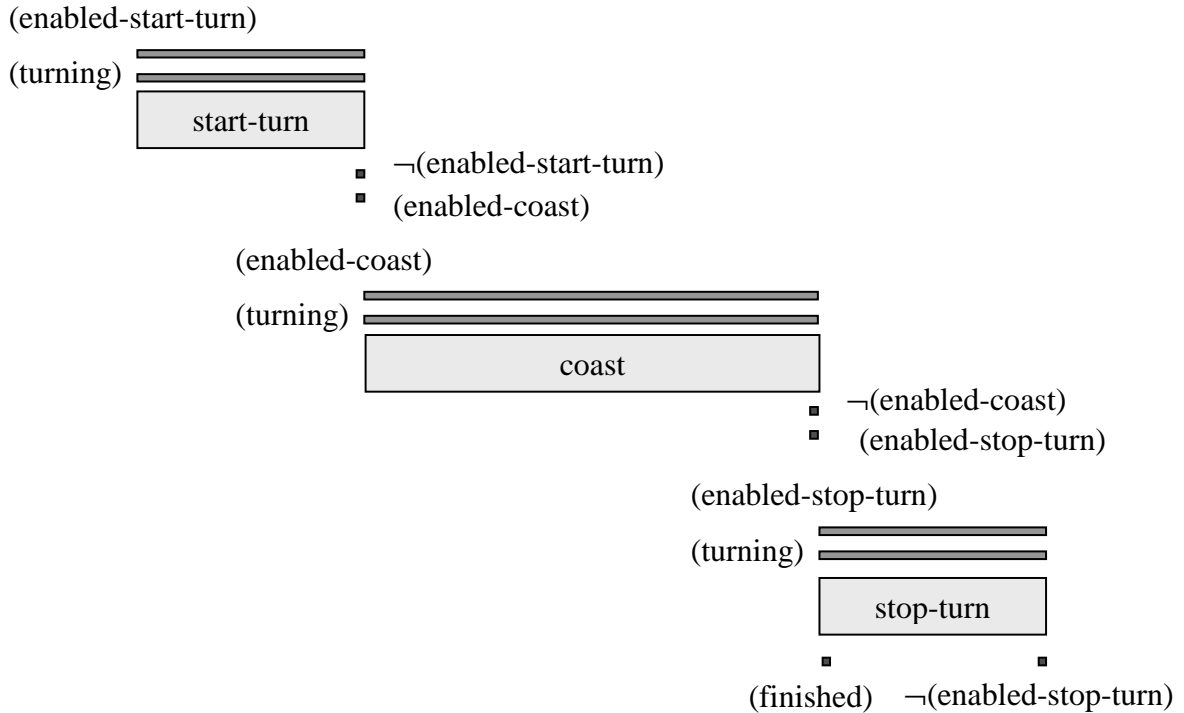 (enabled-start-turn)
(turning)
start-turn
¬(enabled-start-turn)
(enabled-coast)
(enabled-coast)
(turning)
coast
¬(enabled-coast)
(enabled-stop-turn)
(enabled-stop-turn)
(turning)
stop-turn
(finished) ¬(enabled-stop-turn)